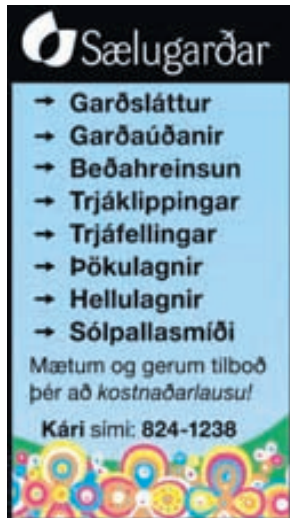 Sælugarðar
→ Garðsláttur
→ Garðaúðanir
→ Beðahreinsun
→ Trjáklippingar
→ Trjáfellingar
→ Þökulagnir
→ Hellulagnir
→ Sólpallasmíði
Mætum og gerum tilboð
þér að kostnaðarlausu!
Kári sími: 824-1238